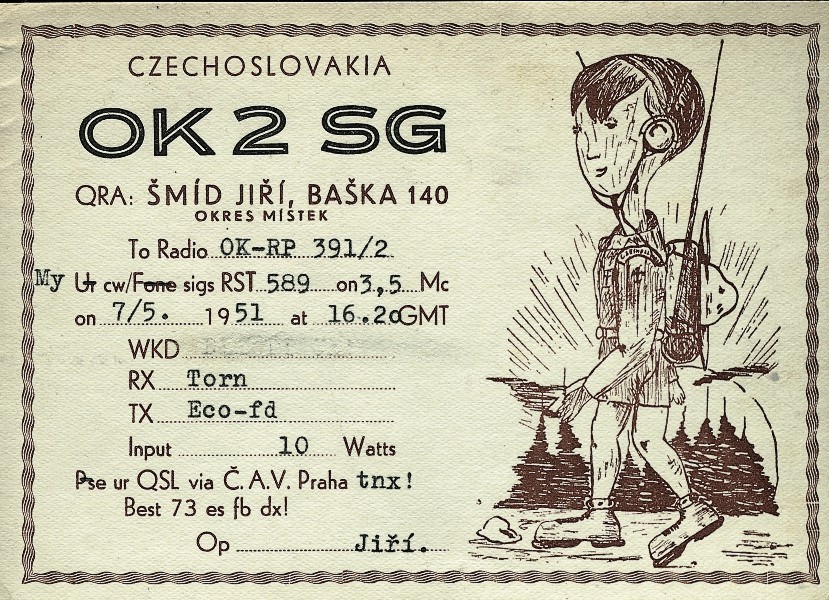 CZECHOSLOVAKIA
OK2SG
QRA: ŠMÍD JIŘÍ, BAŠKA 140
OKRES MÍSTEK
To Radio OK-RP 391/2
My Ur cw/Fone sigs RST 589 on 3,5 Mc
on 7/5. 1951 at 16.20 GMT
WKD
RX Torn
TX Eco-fd
Input 10 Watts
Pse ur QSL via Č.A.V. Praha tnx!
Best 73 es fb dx!
Op Jiří.